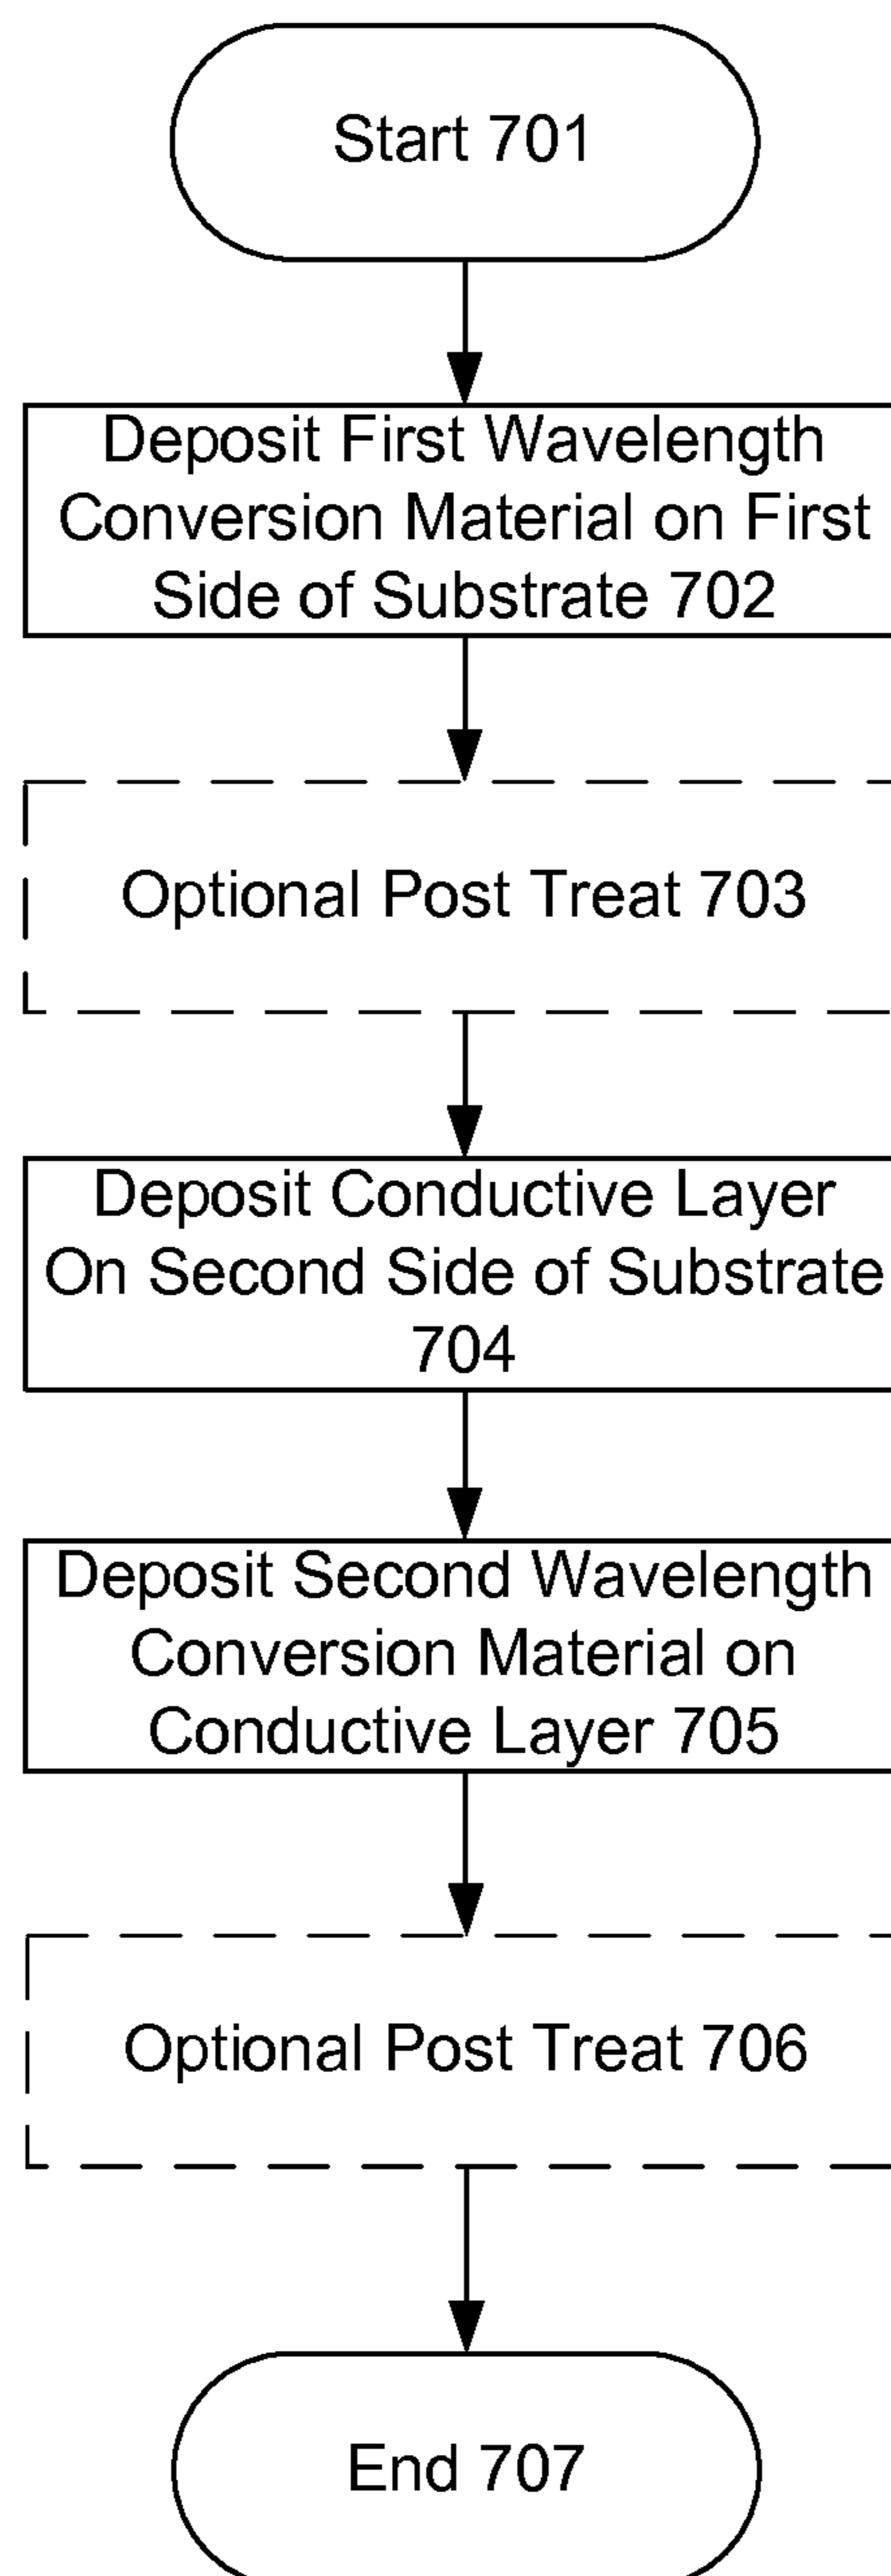 Start 701
Deposit First Wavelength
Conversion Material on First
Side of Substrate 702
Optional Post Treat 703
Deposit Conductive Layer
On Second Side of Substrate
704
Deposit Second Wavelength
Conversion Material on
Conductive Layer 705
Optional Post Treat 706
End 707